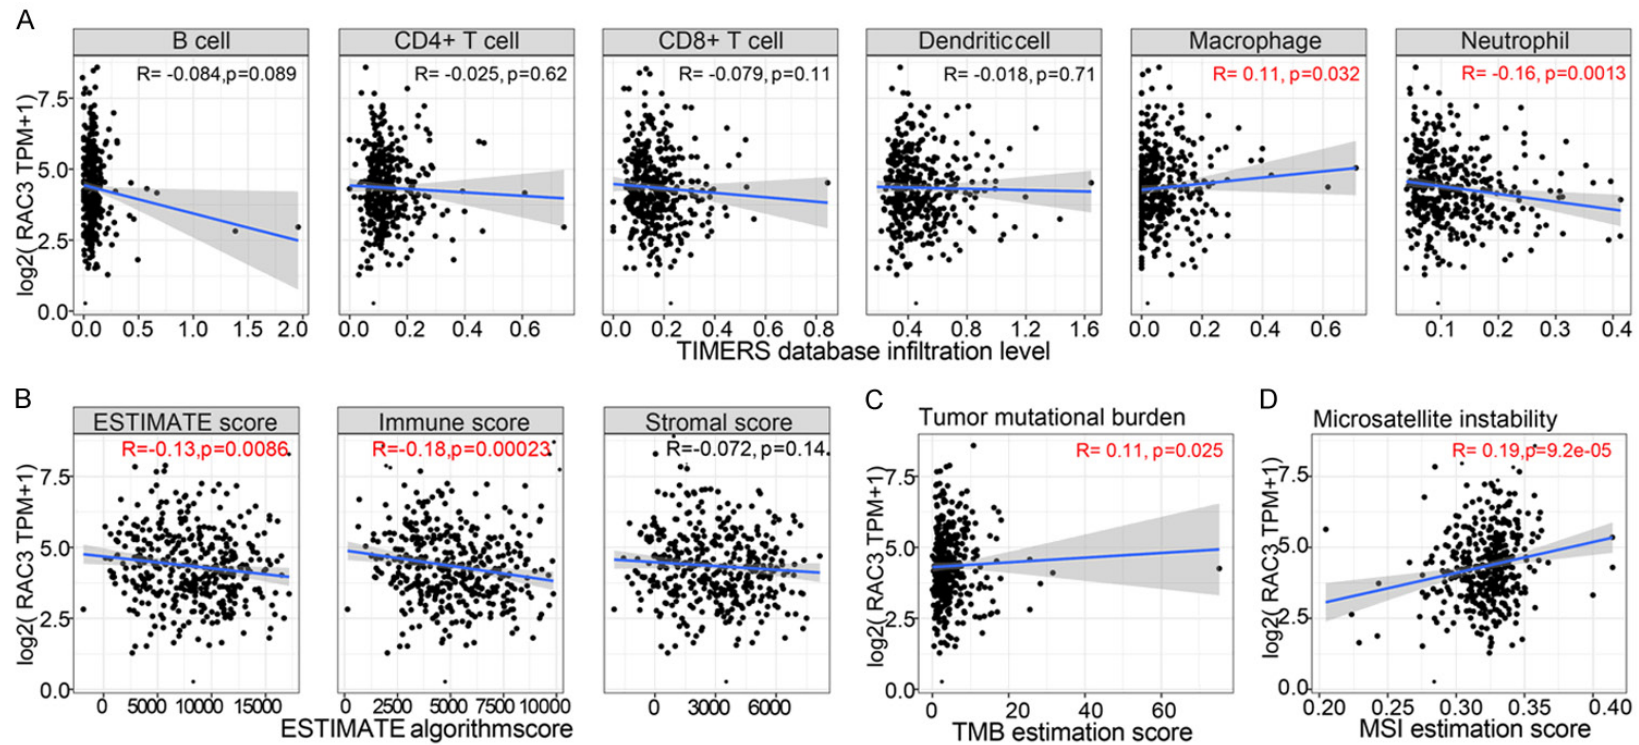 A
B cell
CD4+ T cell
CD8+ T cell
Dendriticcell
Macrophage
Neutrophil
R= -0.084,p=0.089
R= -0.025, p=0.62
R= -0.079, p=0.11
R= -0.018, p=0.71
R= 0.11, p=0.032
R= -0.16, p=0.0013
log2( RAC3 TPM+1)
7.5
5.0
2.5
0.0
0.0 0.5 1.0 1.5 2.0
0.0 0.2 0.4 0.6
0.0 0.2 0.4 0.6 0.8
0.4 0.8 1.2 1.6
0.0 0.2 0.4 0.6
0.1 0.2 0.3 0.4
TIMERS database infiltration level
B
ESTIMATE score
Immune score
Stromal score
R=-0.13,p=0.0086
R=-0.18,p=0.00023
R=-0.072, p=0.14
log2( RAC3 TPM+1)
7.5
5.0
2.5
0.0
0 5000 10000 15000
0 2500 5000 7500 10000
0 3000 6000
ESTIMATE algorithmscore
C
Tumor mutational burden
R= 0.11, p=0.025
log2( RAC3 TPM+1)
7.5
5.0
2.5
0.0
0 20 40 60
TMB estimation score
D
Microsatellite instability
R= 0.19,p=9.2e-05
log2( RAC3 TPM+1)
7.5
5.0
2.5
0.0
0.20 0.25 0.30 0.35 0.40
MSI estimation score